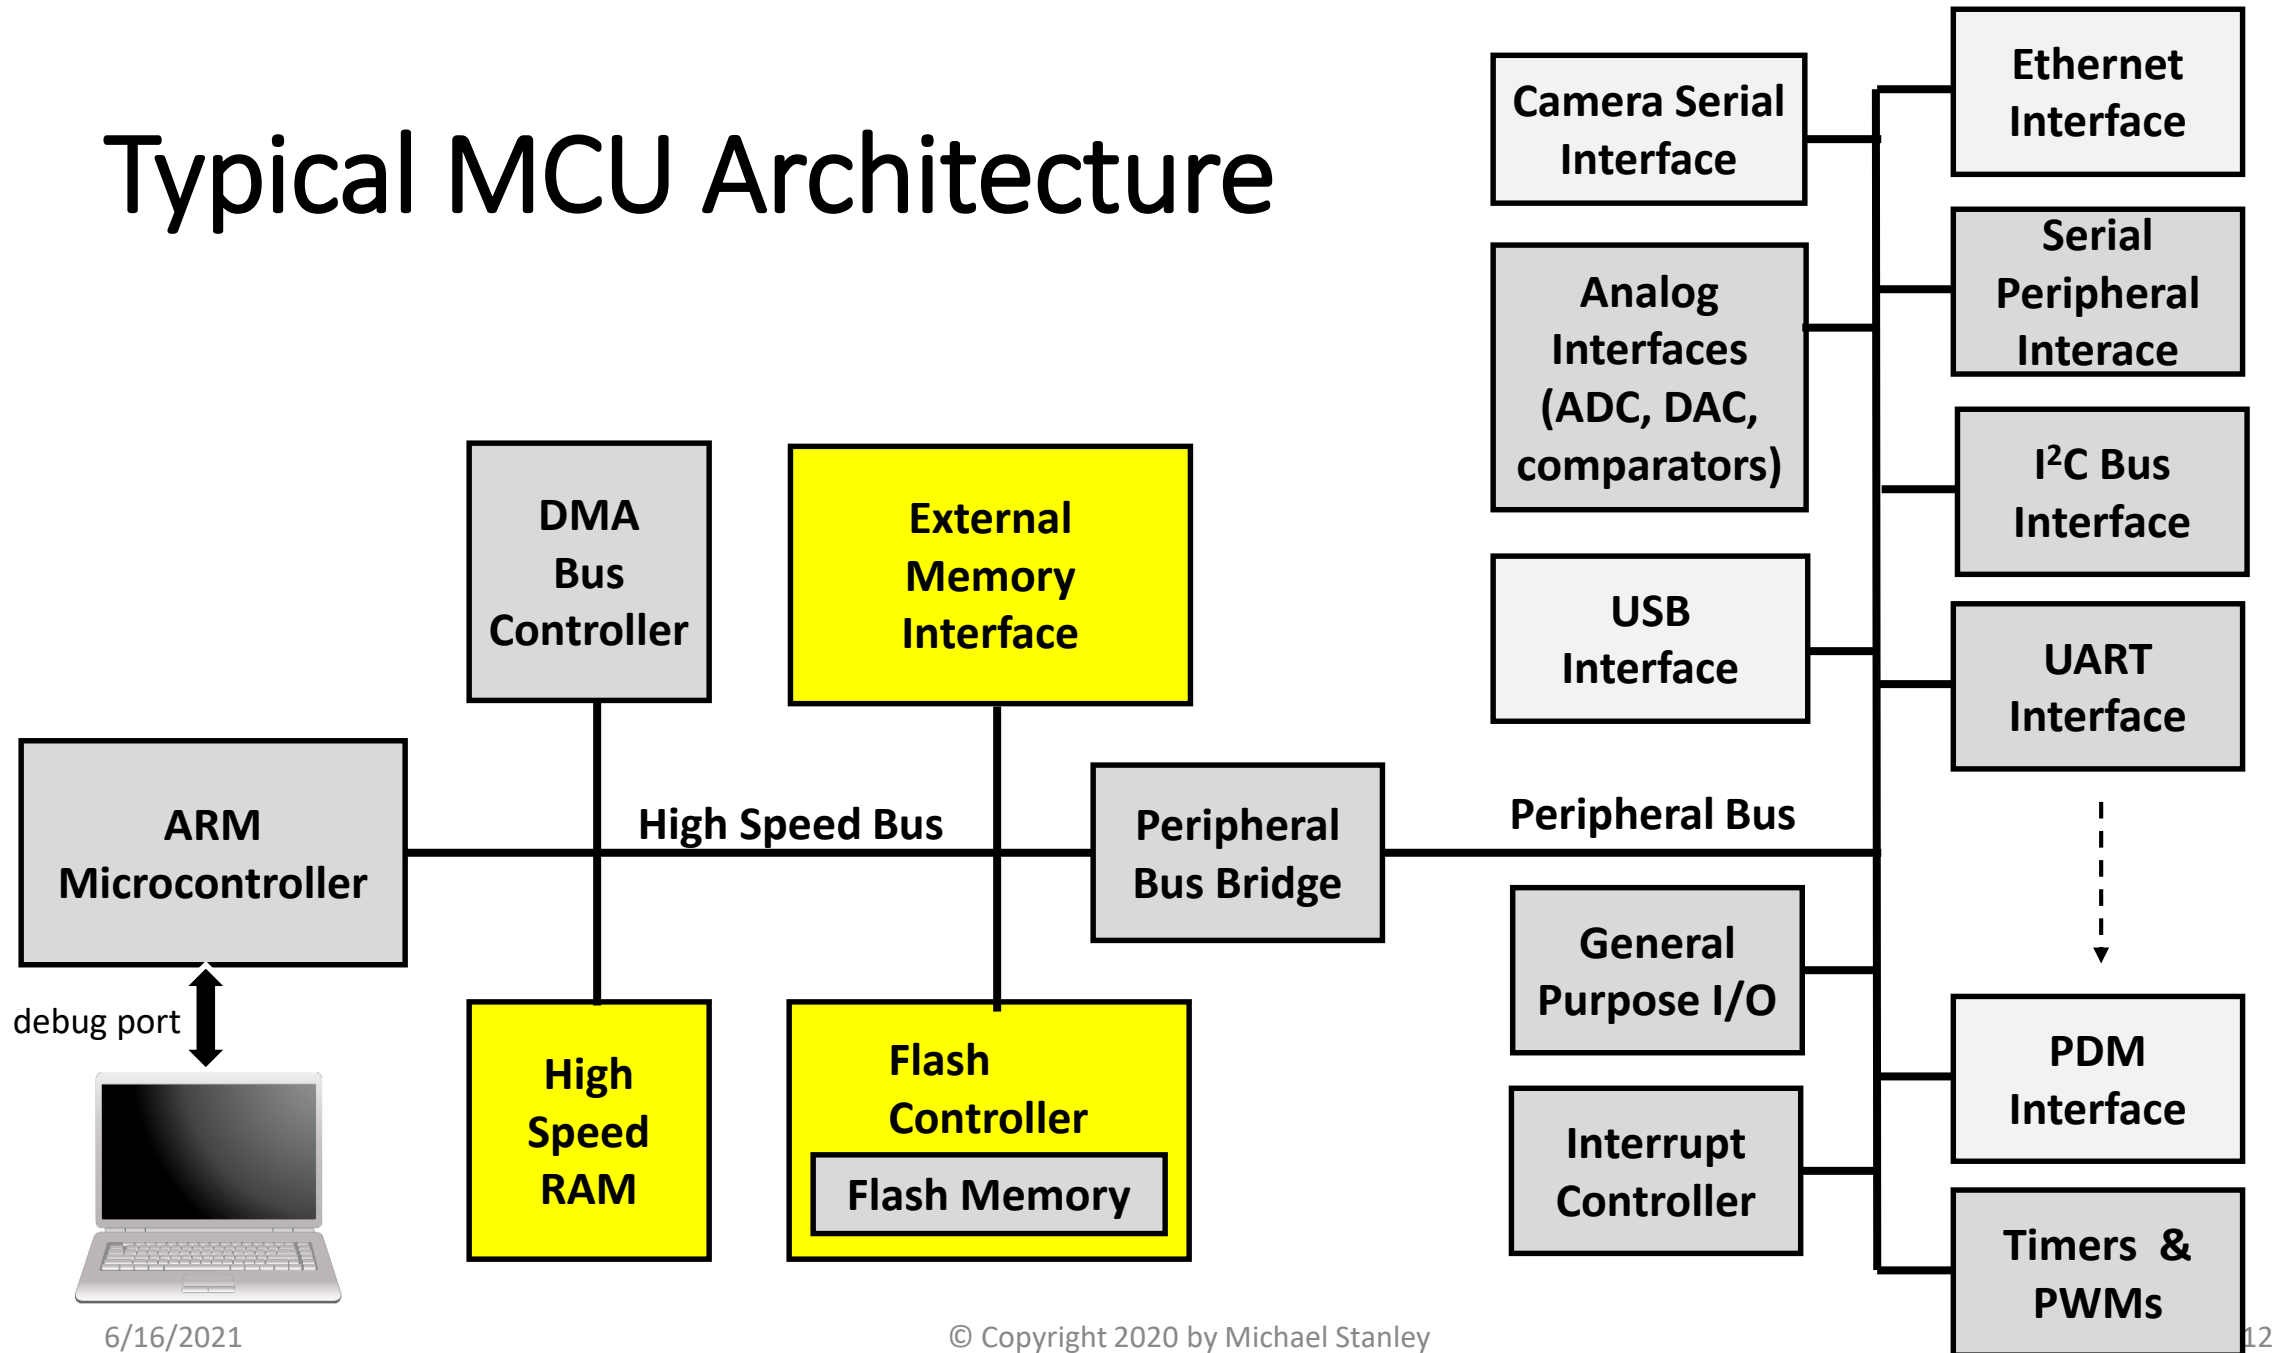 Typical MCU Architecture
Camera Serial
Interface
Ethernet
Interface
Analog
Interfaces
(ADC, DAC,
comparators)
Serial
Peripheral
Interace
I²C Bus
Interface
DMA
Bus
Controller
External
Memory
Interface
USB
Interface
UART
Interface
ARM
Microcontroller
High Speed Bus
Peripheral
Bus Bridge
Peripheral Bus
General
Purpose I/O
debug port
High
Speed
RAM
Flash
Controller
Flash Memory
Interrupt
Controller
PDM
Interface
Timers & 
PWMs
6/16/2021
© Copyright 2020 by Michael Stanley
12